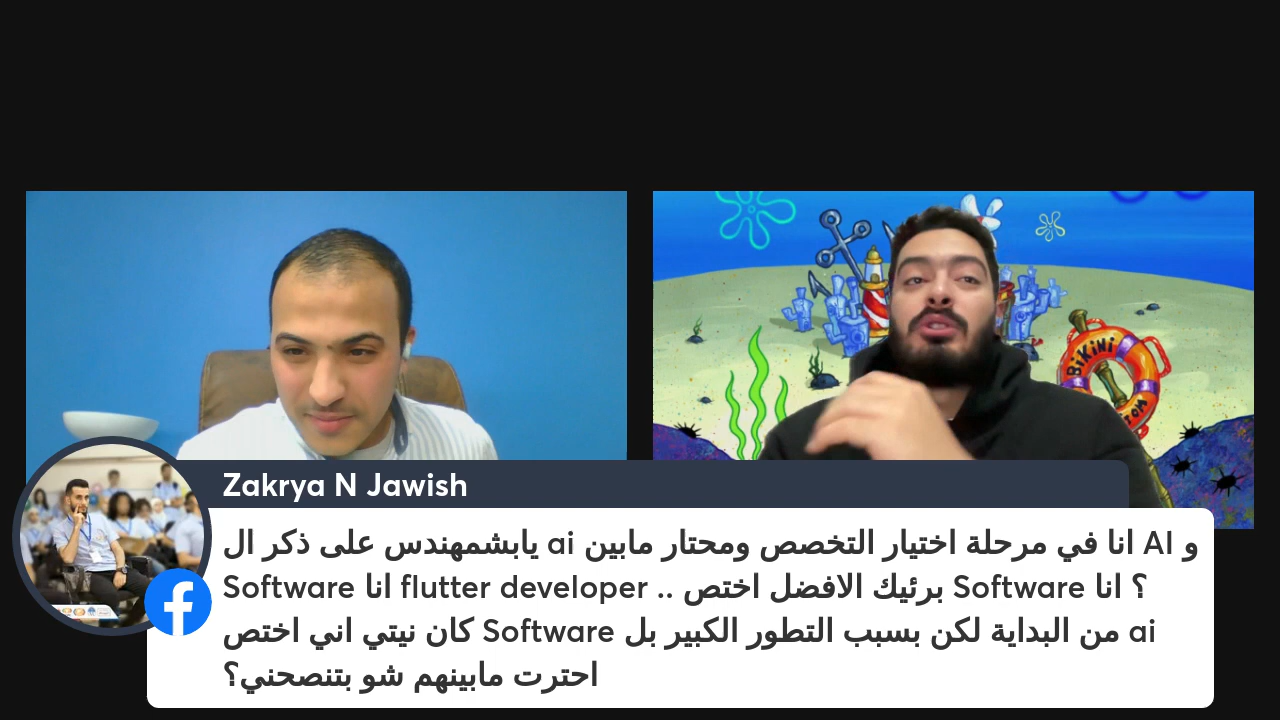 BIKINI
Zakrya N Jawish
يابشمهندس على ذكر ال ai انا في مرحلة اختيار التخصص ومحتار مابين AI و
Software انا flutter developer .. برئيك الافضل اختص Software ؟ انا
كان نيتي اني اختص Software من البداية لكن بسبب التطور الكبير بل ai
احترت مابينهم شو بتنصحني؟